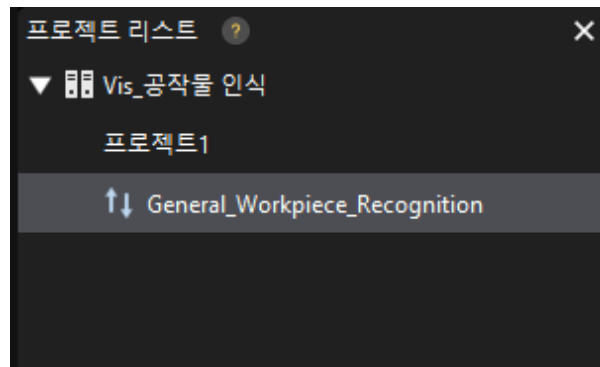 프로젝트 리스트 ?
Vis_공작물 인식
프로젝트1
General_Workpiece_Recognition